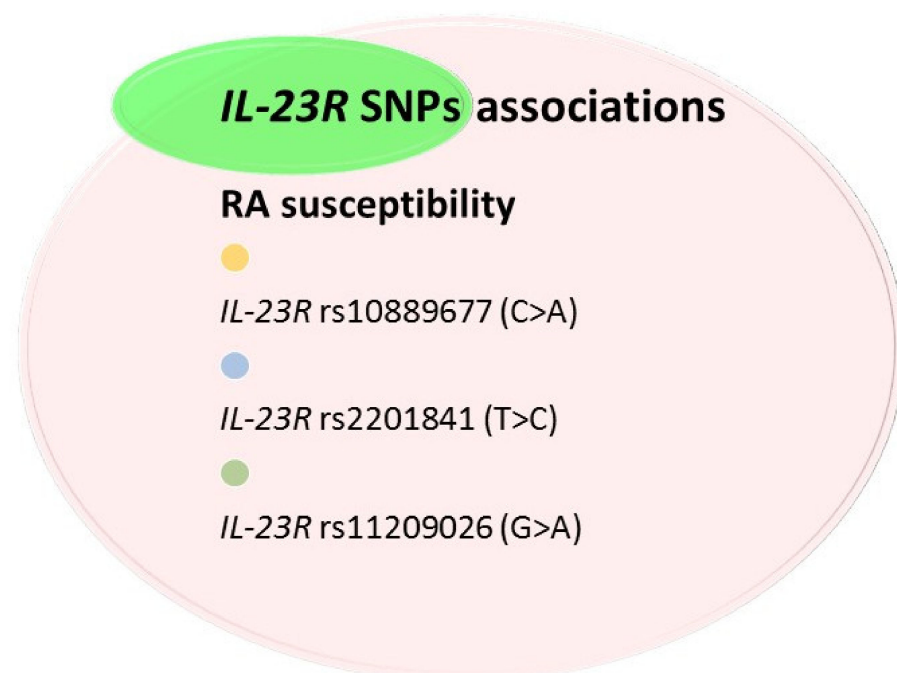 IL-23R SNPs associations
RA susceptibility
IL-23R rs10889677 (C>A)
IL-23R rs2201841 (T>C)
IL-23R rs11209026 (G>A)